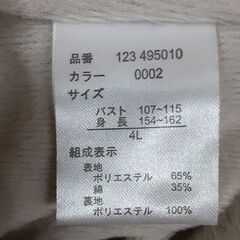 品番 123 495010
カラー 0002
サイズ
バスト 107~115
身長 154~162
4L
組成表示
表地
ポリエステル 65%
綿 35%
裏地
ポリエステル 100%